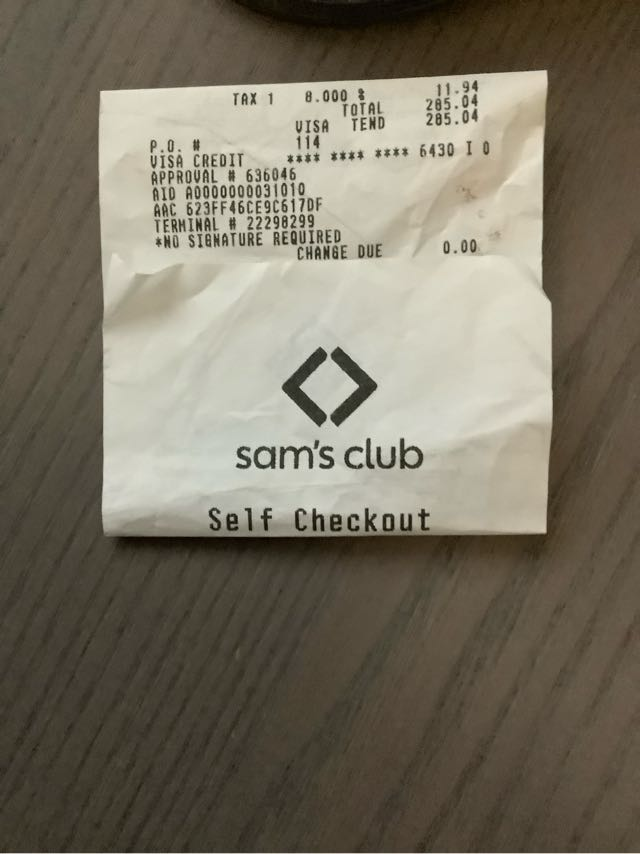 TAX 1 8.000 % 11.94
TOTAL 285.04
VISA TEND 285.04
P.O. # 114
VISA CREDIT **** **** **** 6430 I 0
APPROVAL # 636046
AID A0000000031010
AAC 623FF46CE9C617DF
TERMINAL # 22298299
*NO SIGNATURE REQUIRED
CHANGE DUE 0.00
sam's club
Self Checkout